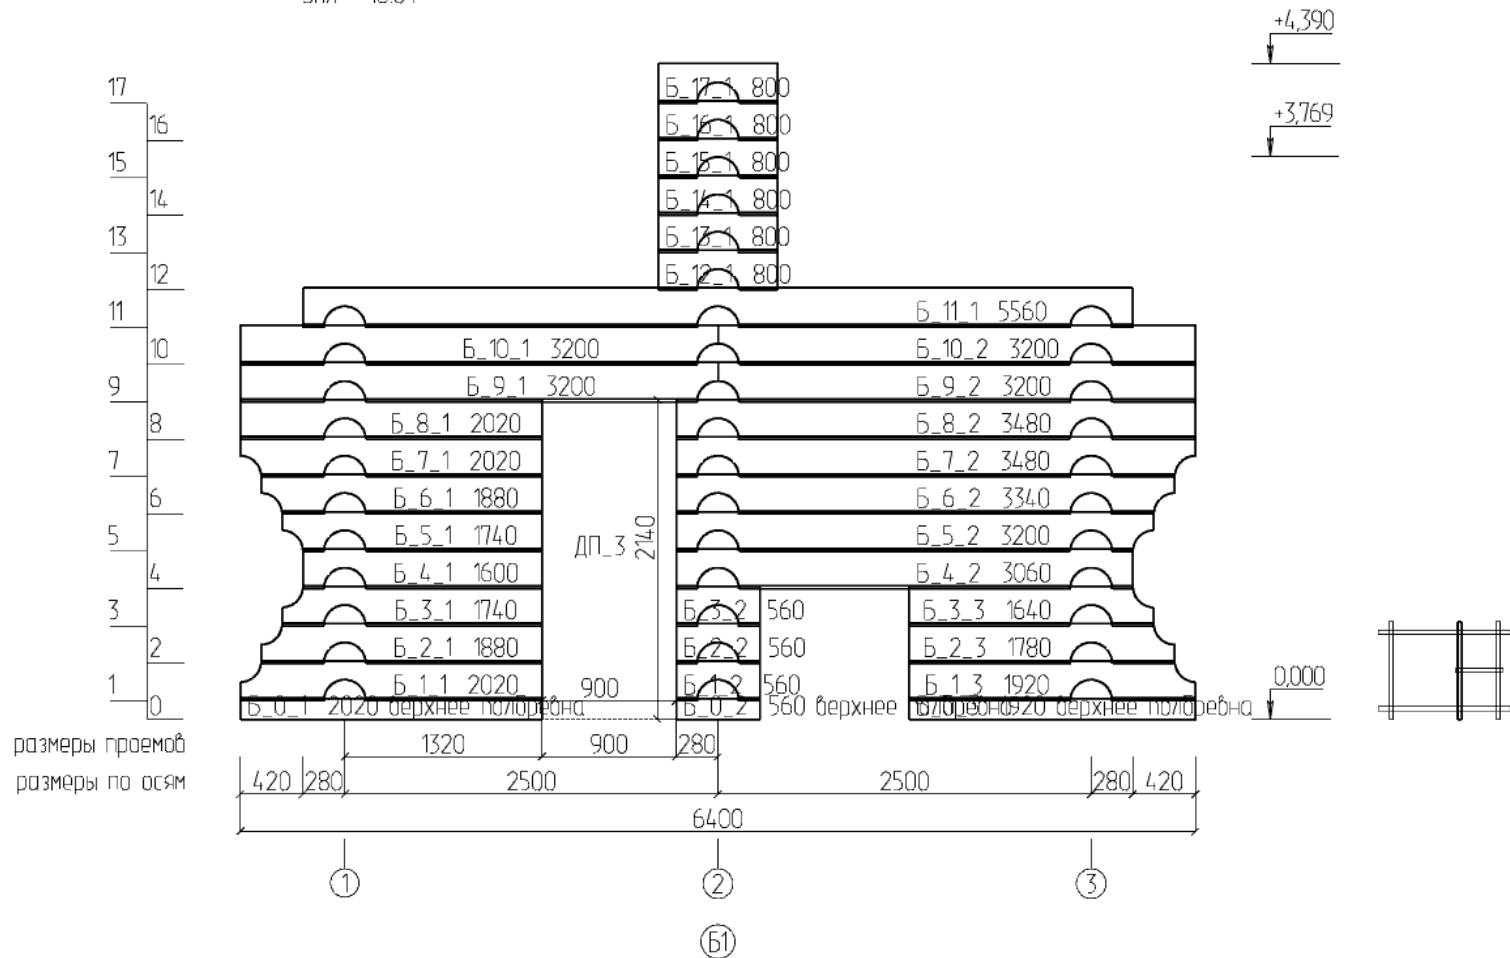 +4,390
17 Б_17_1 800
+3,769
16 Б_16_1 800
15 Б_15_1 800
14 Б_14_1 800
13 Б_13_1 800
12 Б_12_1 800
11 Б_11_1 5560
10 Б_10_1 3200 Б_10_2 3200
9 Б_9_1 3200 Б_9_2 3200
8 Б_8_1 2020 Б_8_2 3480
7 Б_7_1 2020 Б_7_2 3480
6 Б_6_1 1880 Б_6_2 3340
5 Б_5_1 1740 ДП_3 2140 Б_5_2 3200
4 Б_4_1 1600 Б_4_2 3060
3 Б_3_1 1740 Б_3_2 560 Б_3_3 1640
2 Б_2_1 1880 Б_2_2 560 Б_2_3 1780
1 Б_1_1 2020 900 Б_1_2 560 Б_1_3 1920 0,000
0 Б_0_1 2020 верхнее полбревна Б_0_2 560 верхнее 1920 верхнее полбревна
размеры проемов 1320 900 280
размеры по осям 420 280 2500 2500 280 420
6400
1 2 3
Б1